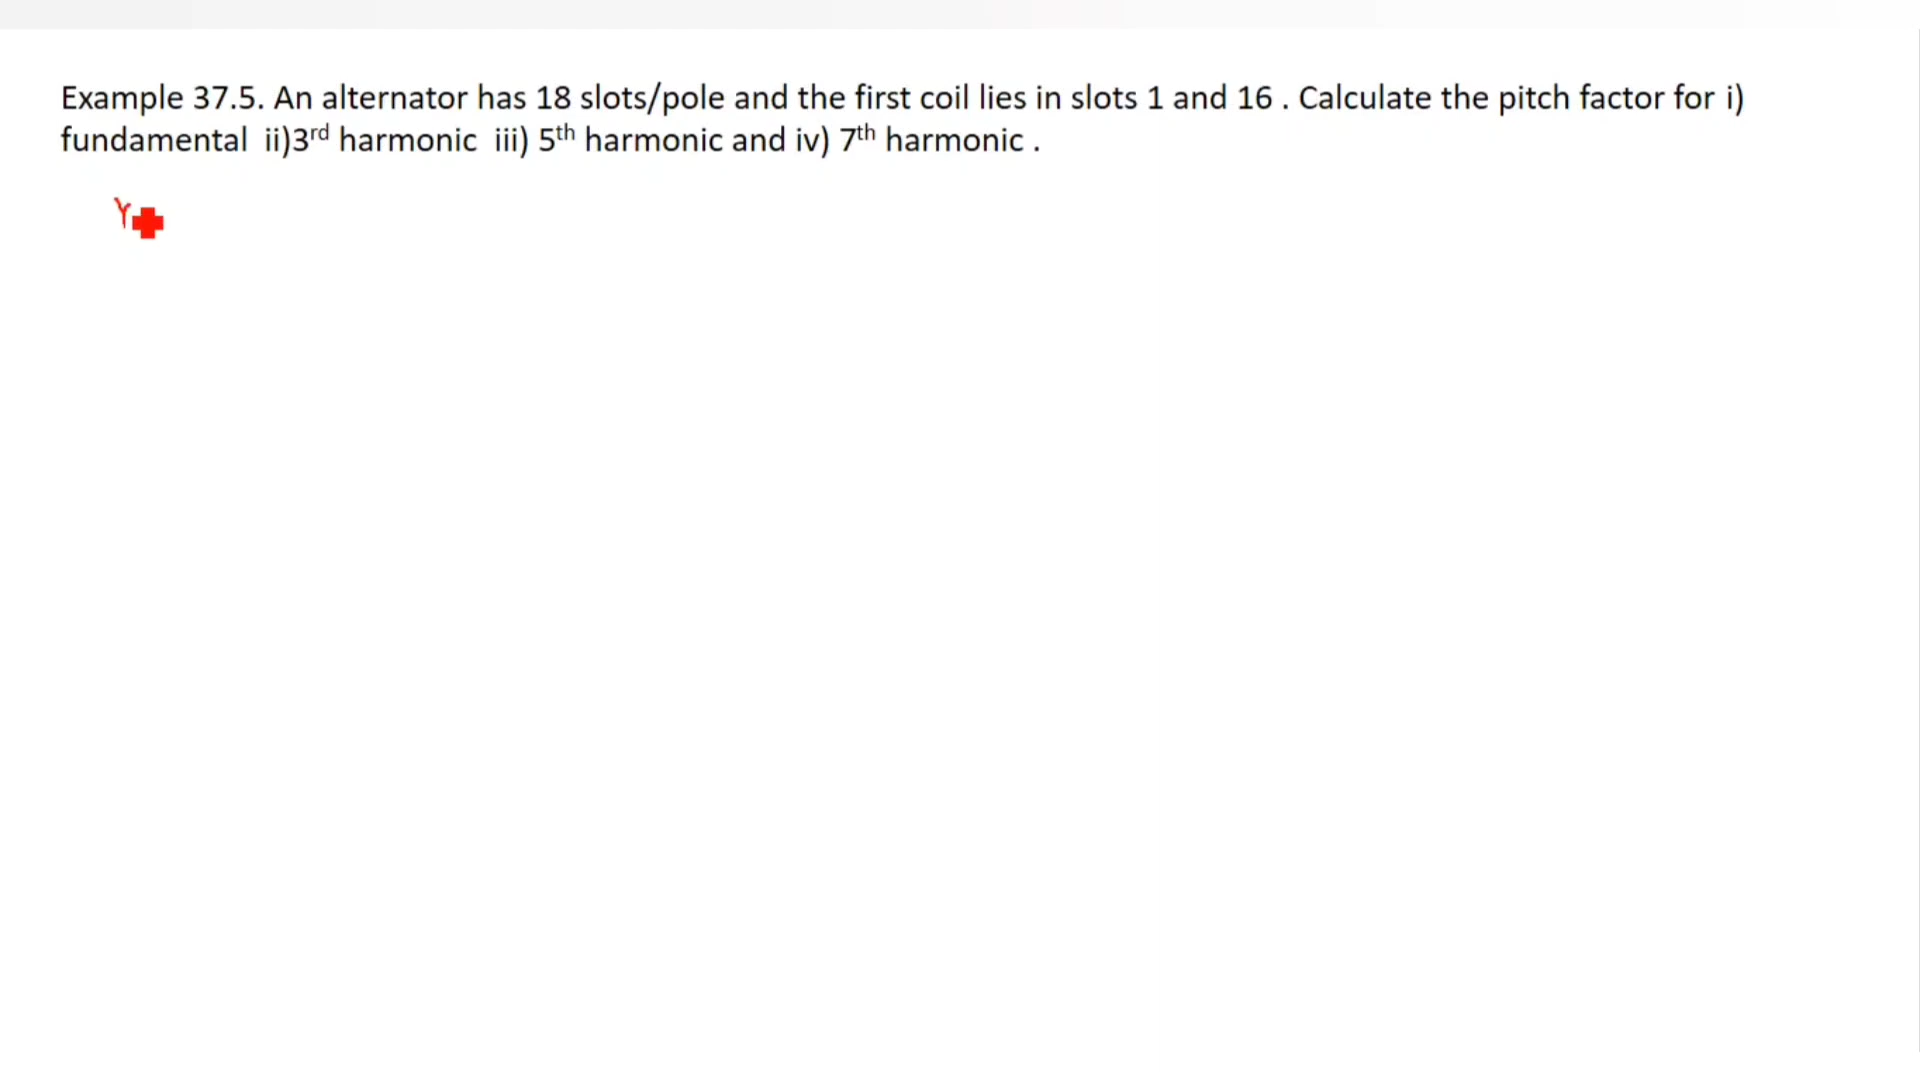 Example 37.5. An alternator has 18 slots/pole and the first coil lies in slots 1 and 16 . Calculate the pitch factor for i)
fundamental  ii)3rd harmonic  iii) 5th harmonic and iv) 7th harmonic .
Y